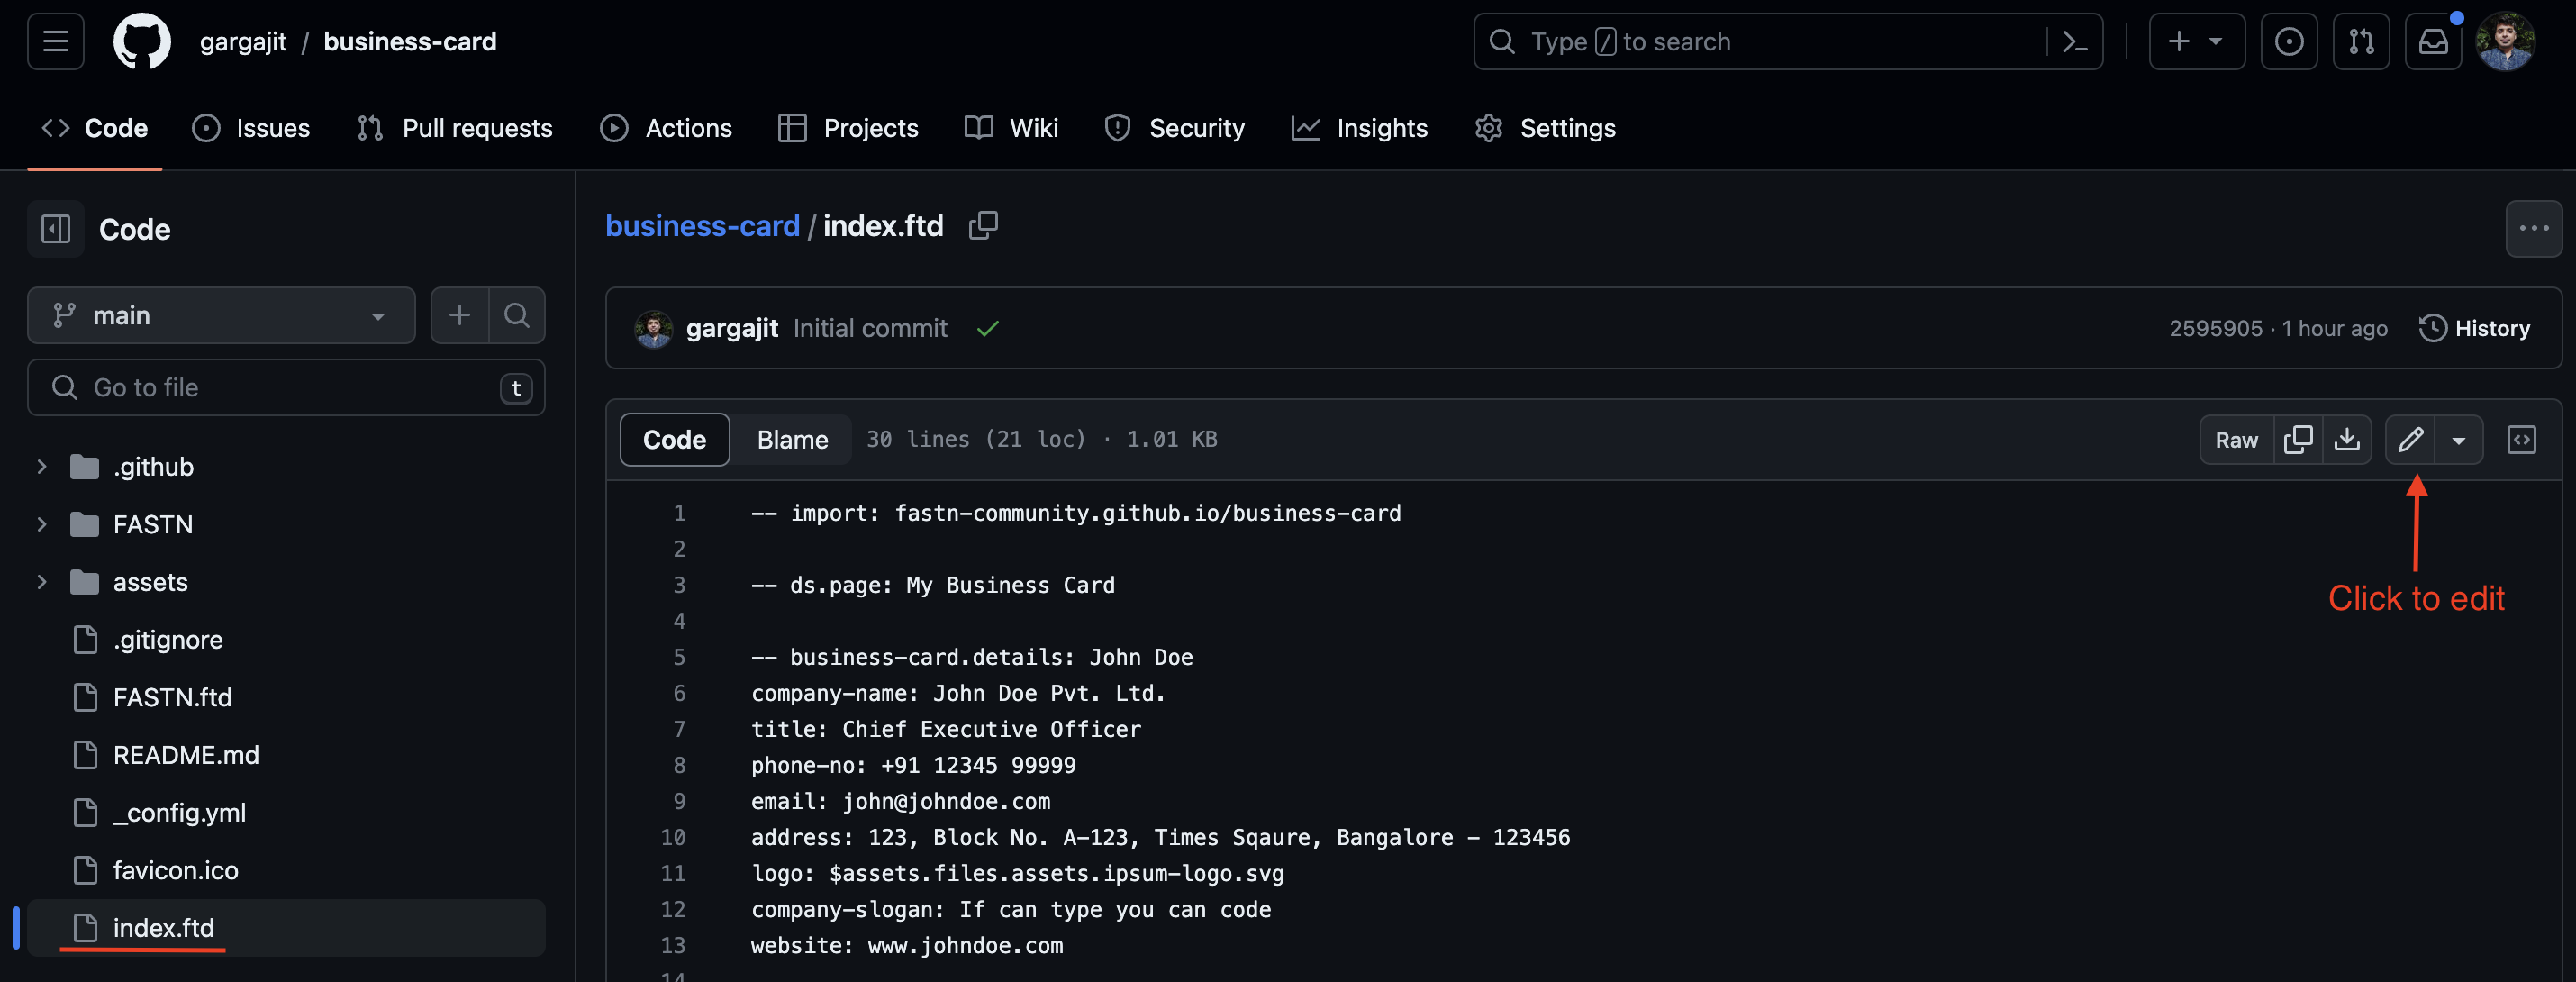 gargajit / business-card
Type / to search
Code
Issues
Pull requests
Actions
Projects
Wiki
Security
Insights
Settings
Code
main
Go to file
t
.github
FASTN
assets
.gitignore
FASTN.ftd
README.md
_config.yml
favicon.ico
index.ftd
business-card / index.ftd
gargajit Initial commit
2595905 · 1 hour ago
History
Code
Blame
30 lines (21 loc) · 1.01 KB
Raw
Click to edit
1 -- import: fastn-community.github.io/business-card
2
3 -- ds.page: My Business Card
4
5 -- business-card.details: John Doe
6 company-name: John Doe Pvt. Ltd.
7 title: Chief Executive Officer
8 phone-no: +91 12345 99999
9 email: john@johndoe.com
10 address: 123, Block No. A-123, Times Sqaure, Bangalore - 123456
11 logo: $assets.files.assets.ipsum-logo.svg
12 company-slogan: If can type you can code
13 website: www.johndoe.com
14